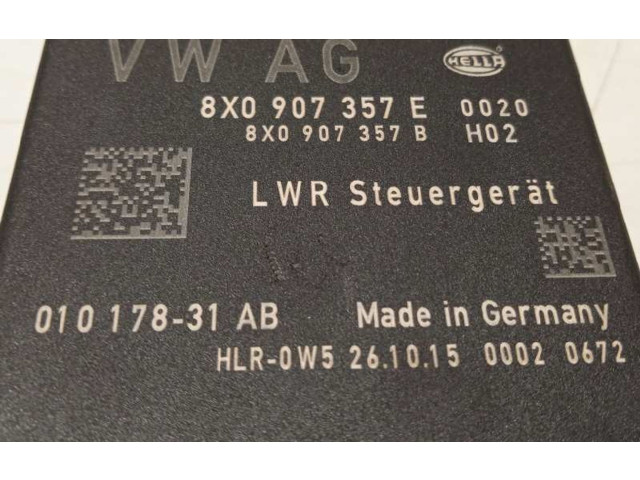 VW AG HELLA
8X0 907 357 E 0020
8X0 907 357 B H02
LWR Steuergerät
010 178-31 AB Made in Germany
HLR-0W5 26.10.15 0002 0672